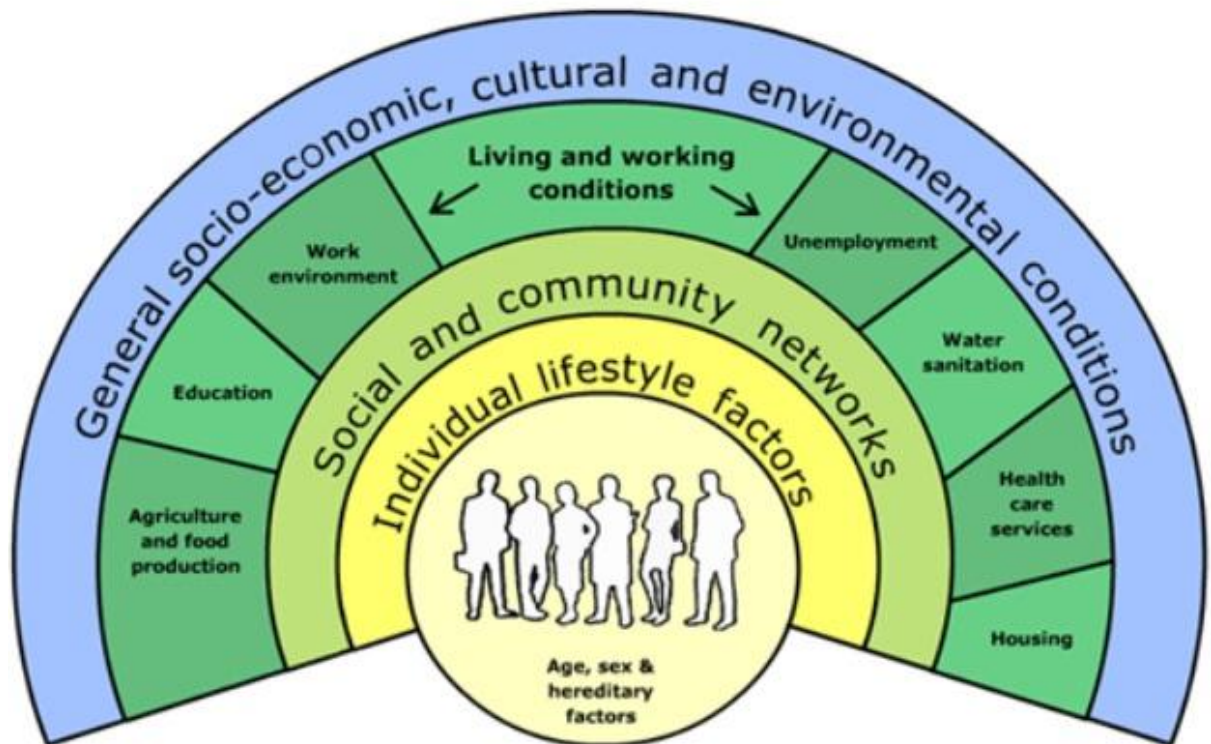 General socio-economic, cultural and environmental conditions
Living and working
conditions
Work
environment
Unemployment
Education
Water
sanitation
Agriculture
and food
production
Health
care
services
Housing
Social and community networks
Individual lifestyle factors
Age, sex &
hereditary
factors